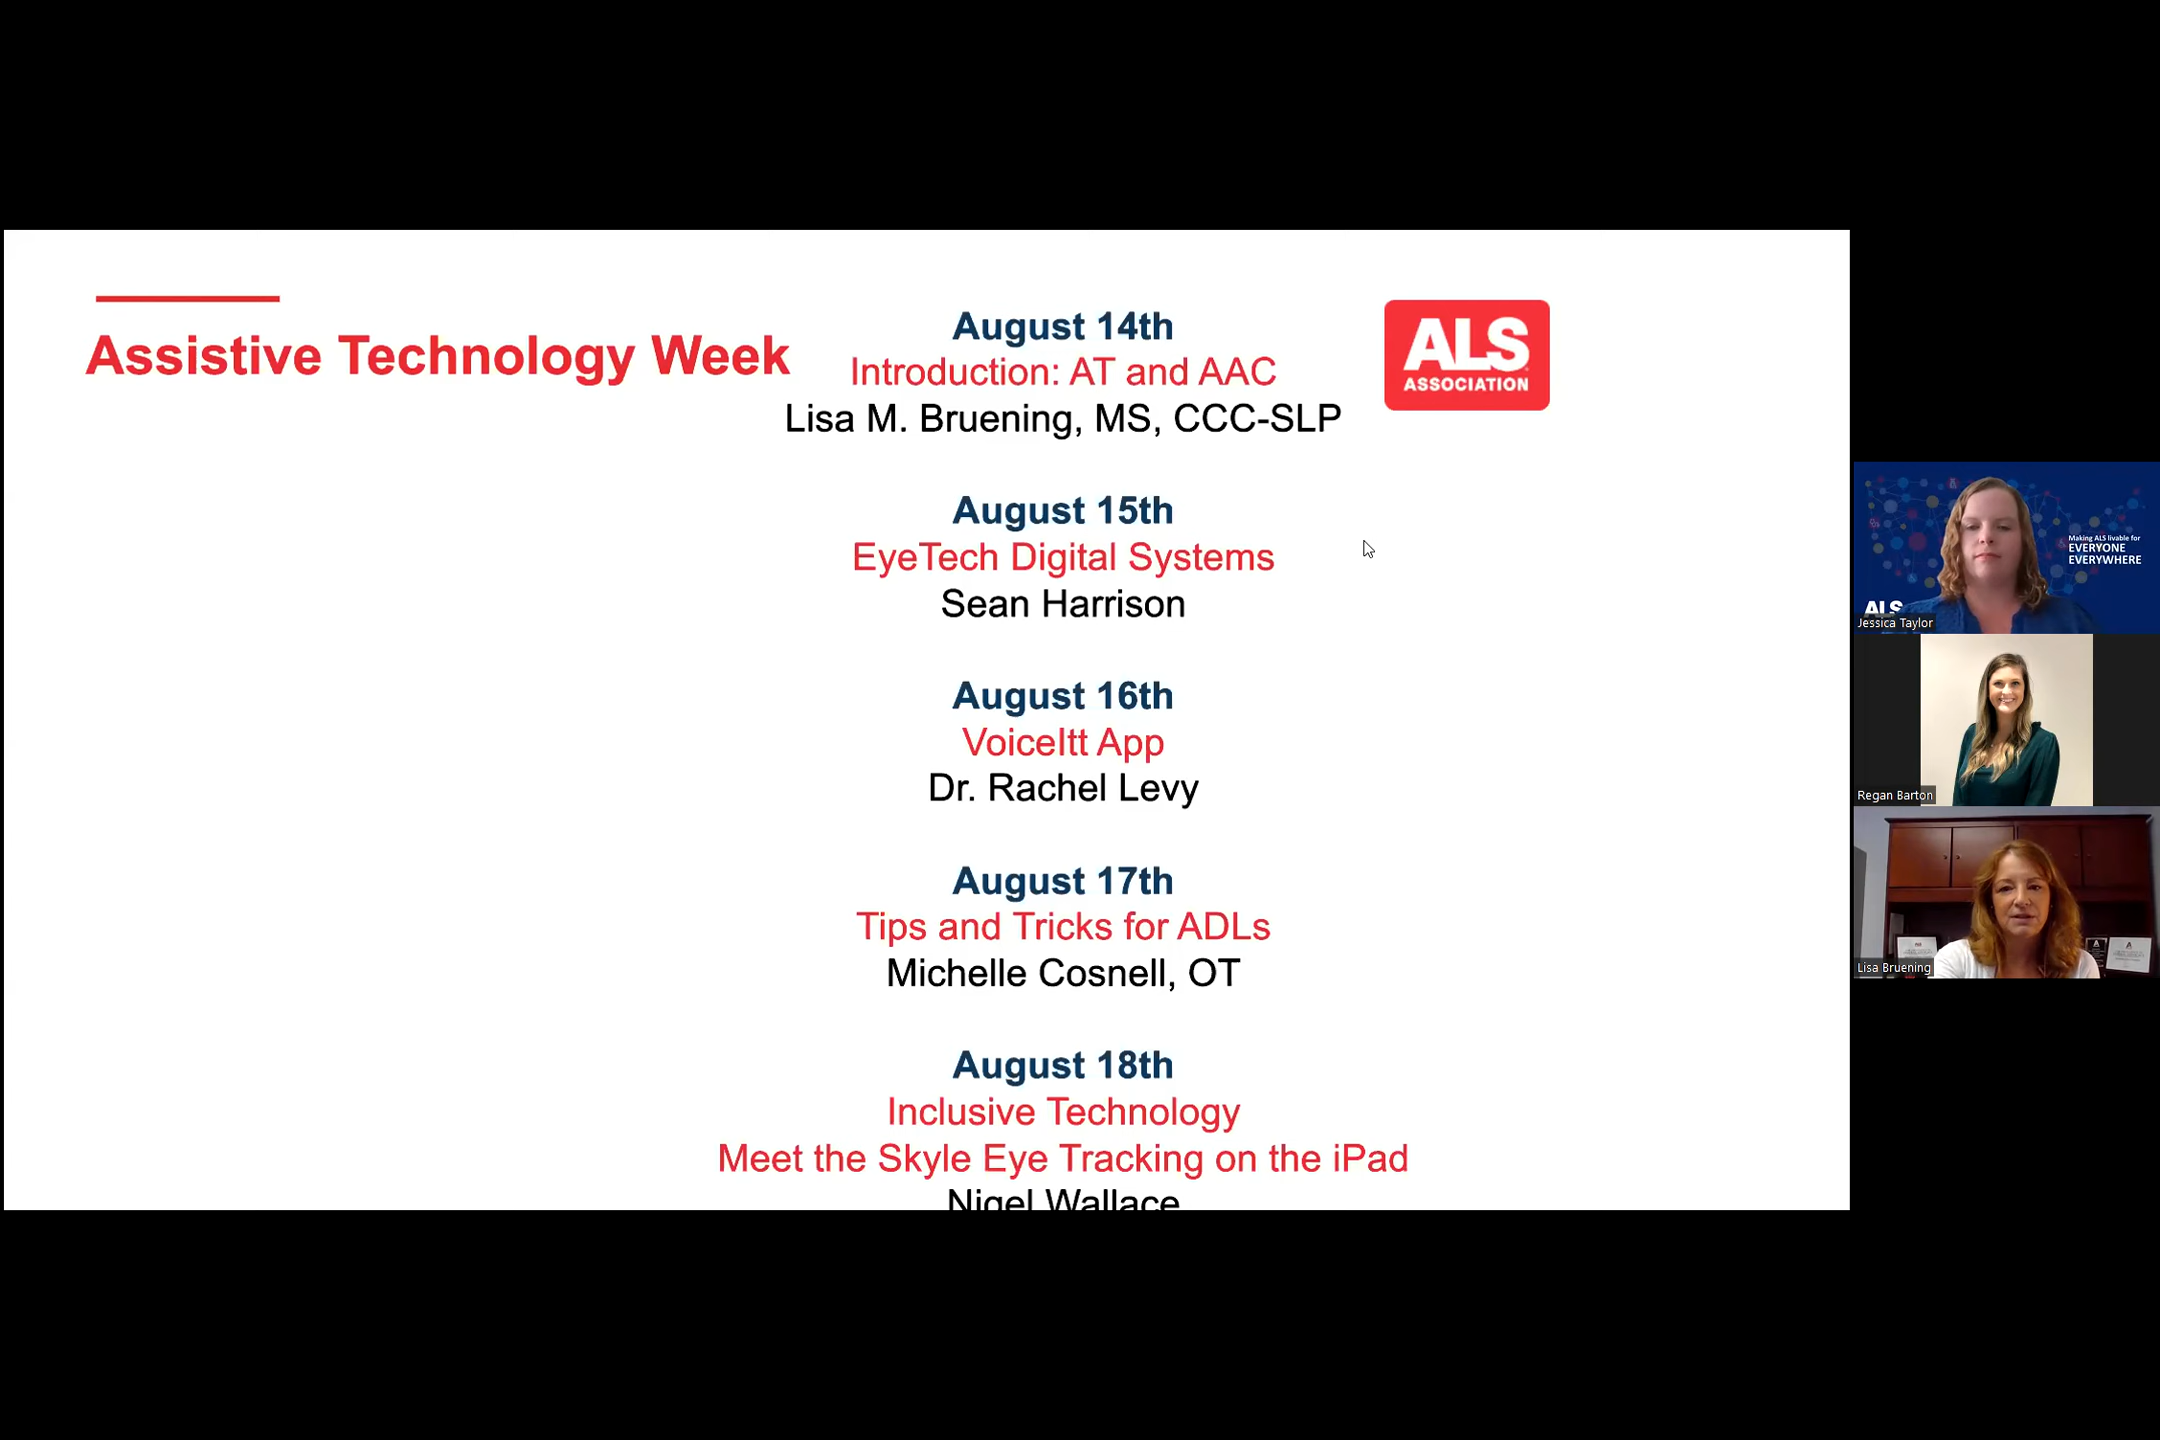 Assistive Technology Week
August 14th
Introduction: AT and AAC
Lisa M. Bruening, MS, CCC-SLP
August 15th
EyeTech Digital Systems
Sean Harrison
August 16th
VoiceItt App
Dr. Rachel Levy
August 17th
Tips and Tricks for ADLs
Michelle Cosnell, OT
August 18th
Inclusive Technology
Meet the Skyle Eye Tracking on the iPad
Nigel Wallace
ALS
ASSOCIATION
Making ALS livable for
EVERYONE
EVERYWHERE
ALS
Jessica Taylor
Regan Barton
Lisa Bruening